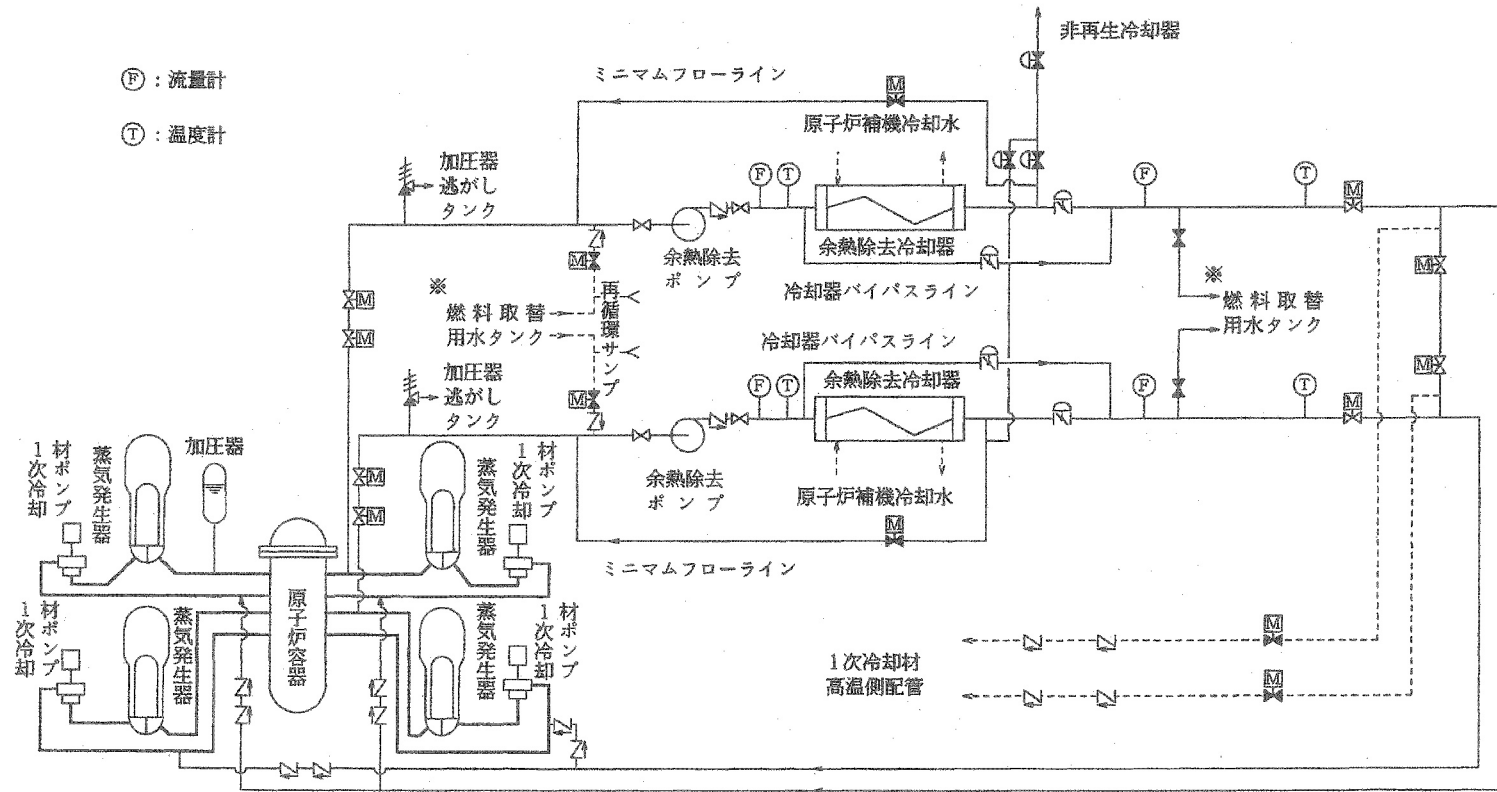 Ⓕ：流量計
Ⓣ：温度計
非再生冷却器
ミニマムフローライン
M
原子炉補機冷却水
加圧器
逃がし
タンク
F
T
F
T
M
余熱除去
ポンプ
余熱除去冷却器
M
※
燃料取替
用水タンク
再循環サンプ
冷却器バイパスライン
※
燃料取替
用水タンク
M
M
M
冷却器バイパスライン
加圧器
逃がし
タンク
M
F
T
余熱除去冷却器
F
T
M
M
余熱除去
ポンプ
原子炉補機冷却水
M
M
M
ミニマムフローライン
1次冷却
材ポンプ
蒸気発生器
加圧器
蒸気発生器
1次冷却
材ポンプ
原子炉容器
1次冷却
材ポンプ
蒸気発生器
蒸気発生器
1次冷却
材ポンプ
M
1次冷却材
高温側配管
M